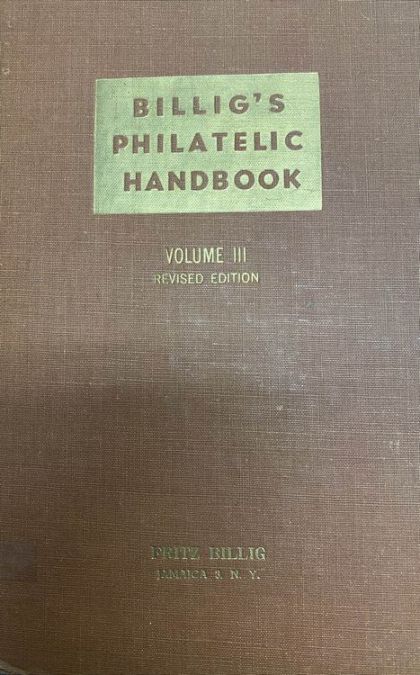 BILLIG'S
PHILATELIC
HANDBOOK
VOLUME III
REVISED EDITION
FRITZ BILLIG
JAMAICA 3, N. Y.